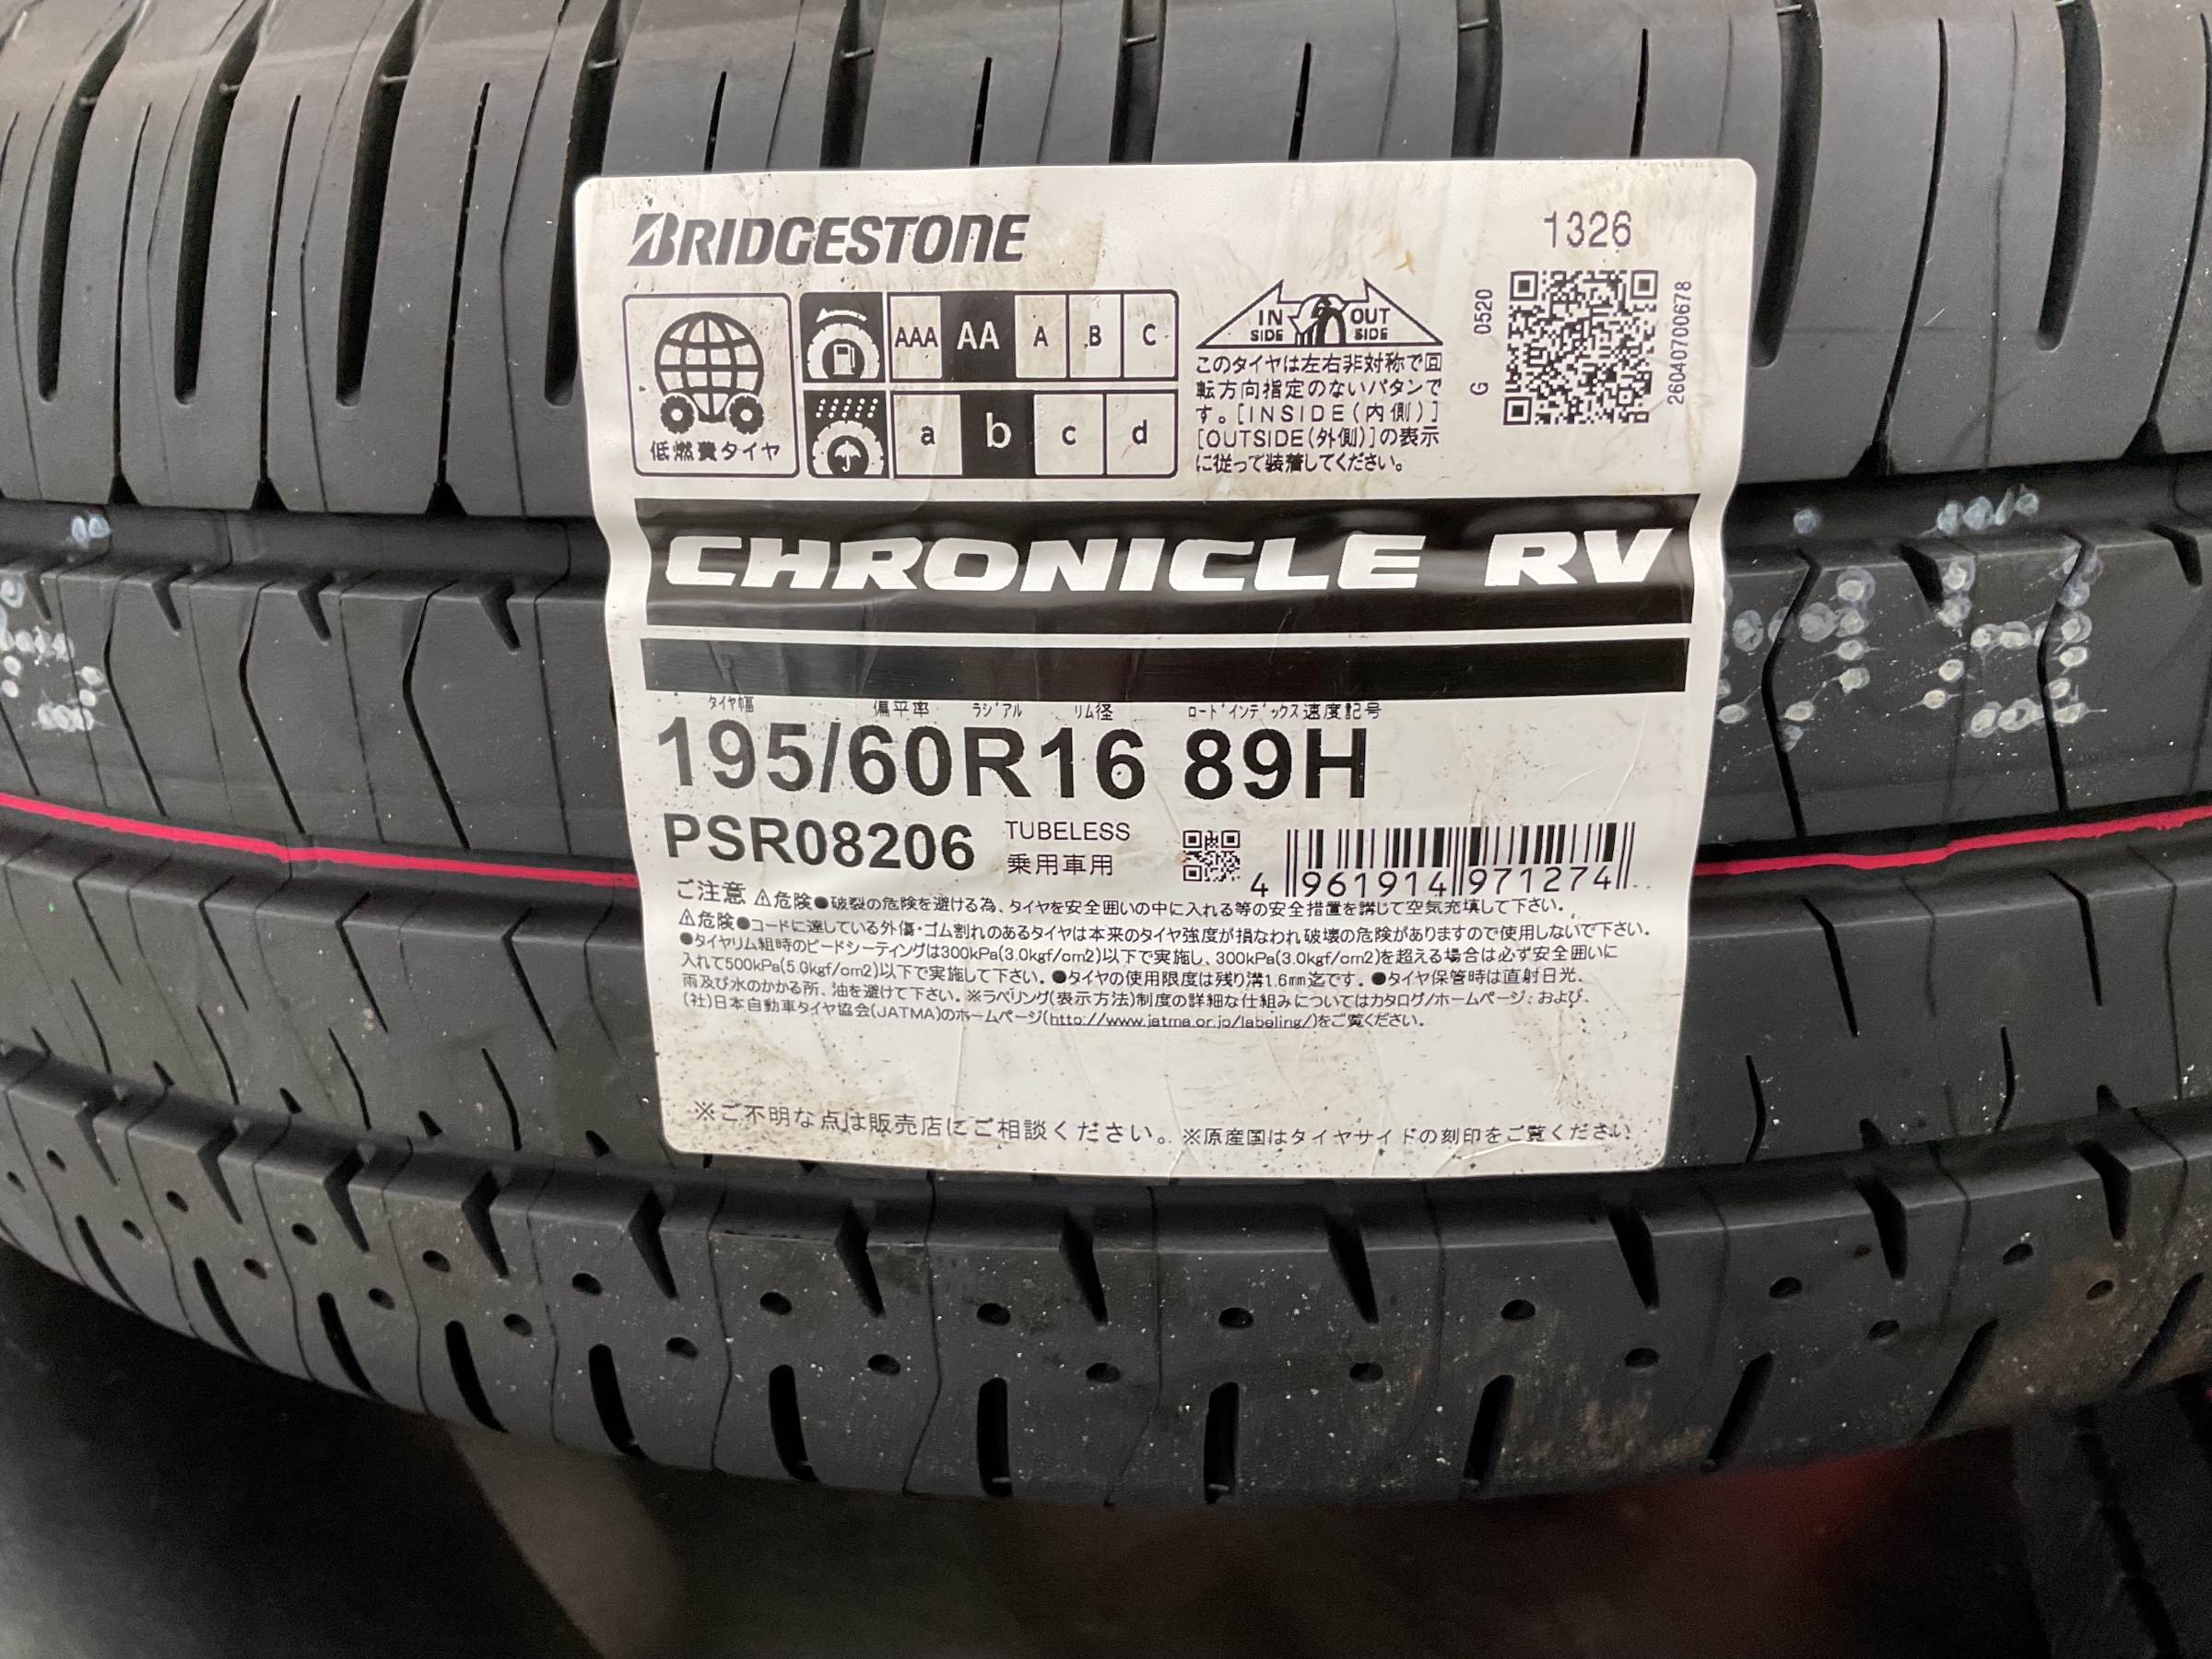 BRIDGESTONE
1326
低燃費タイヤ
AAA AA A B C
a b c d
IN SIDE OUT SIDE
このタイヤは左右非対称で回
転方向指定のないパタンで
す。[INSIDE(内側)]
[OUTSIDE(外側)]の表示
に従って装着してください。
G 0520
26040700678
CHRONICLE RV
タイヤ幅 偏平率 ラジアル リム径 ロードインデックス 速度記号
195/60R16 89H
PSR08206
TUBELESS
乗用車用
4 961914 971274
ご注意 ⚠危険●破裂の危険を避ける為、タイヤを安全囲いの中に入れる等の安全措置を講じて空気充填して下さい。
⚠危険●コードに達している外傷・ゴム割れのあるタイヤは本来のタイヤ強度が損なわれ破壊の危険がありますので使用しないで下さい。
●タイヤリム組時のビードシーティングは300kPa(3.0kgf/cm2)以下で実施し、300kPa(3.0kgf/cm2)を超える場合は必ず安全囲いに
入れて500kPa(5.0kgf/cm2)以下で実施して下さい。●タイヤの使用限度は残り溝1.6mm迄です。●タイヤ保管時は直射日光、
雨及び水のかかる所、油を避けて下さい。※ラベリング(表示方法)制度の詳細な仕組みについてはカタログ/ホームページ:および、
(社)日本自動車タイヤ協会(JATMA)のホームページ(http://www.jatma.or.jp/labeling/)をご覧ください。
※ご不明な点は販売店にご相談ください。※原産国はタイヤサイドの刻印をご覧ください